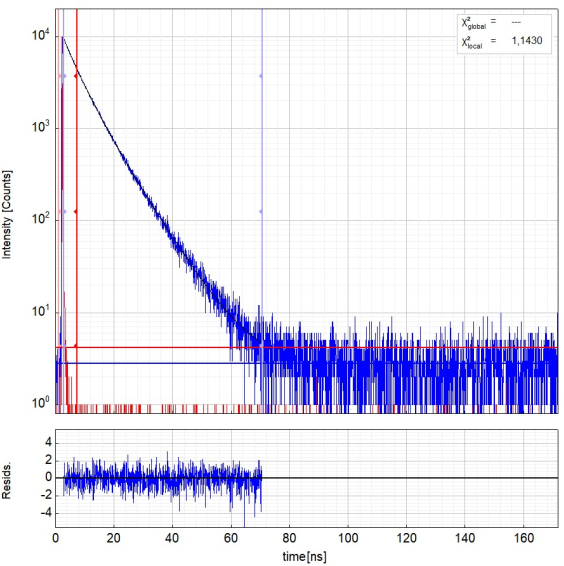 χ²global = ---
χ²local = 1,1430
10⁴
10³
10²
10¹
10⁰
Intensity [Counts]
4
2
0
-2
-4
Resids.
0 20 40 60 80 100 120 140 160
time[ns]